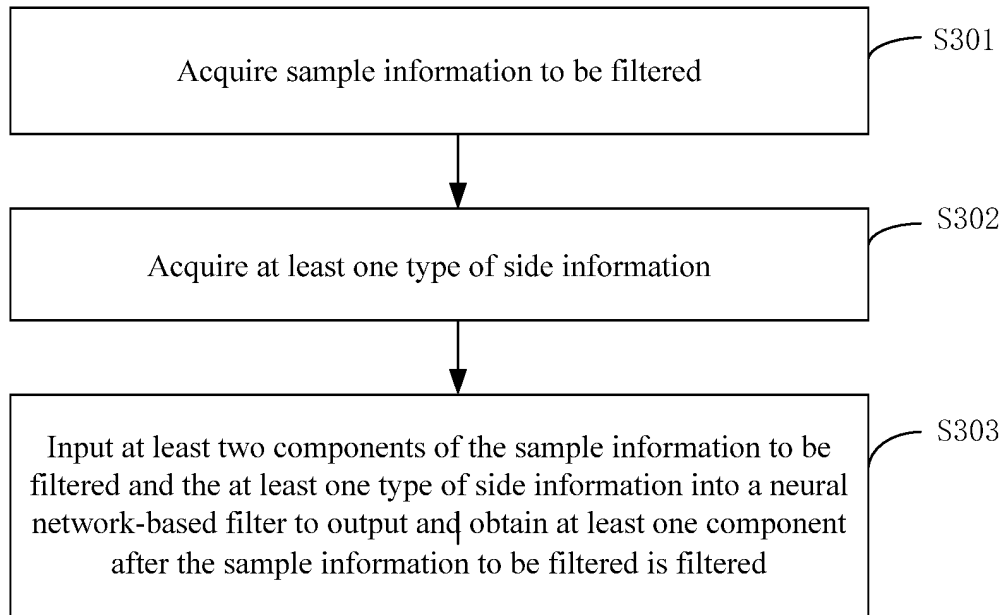 Acquire sample information to be filtered
S301
Acquire at least one type of side information
S302
Input at least two components of the sample information to be
filtered and the at least one type of side information into a neural
network-based filter to output and obtain at least one component
after the sample information to be filtered is filtered
S303